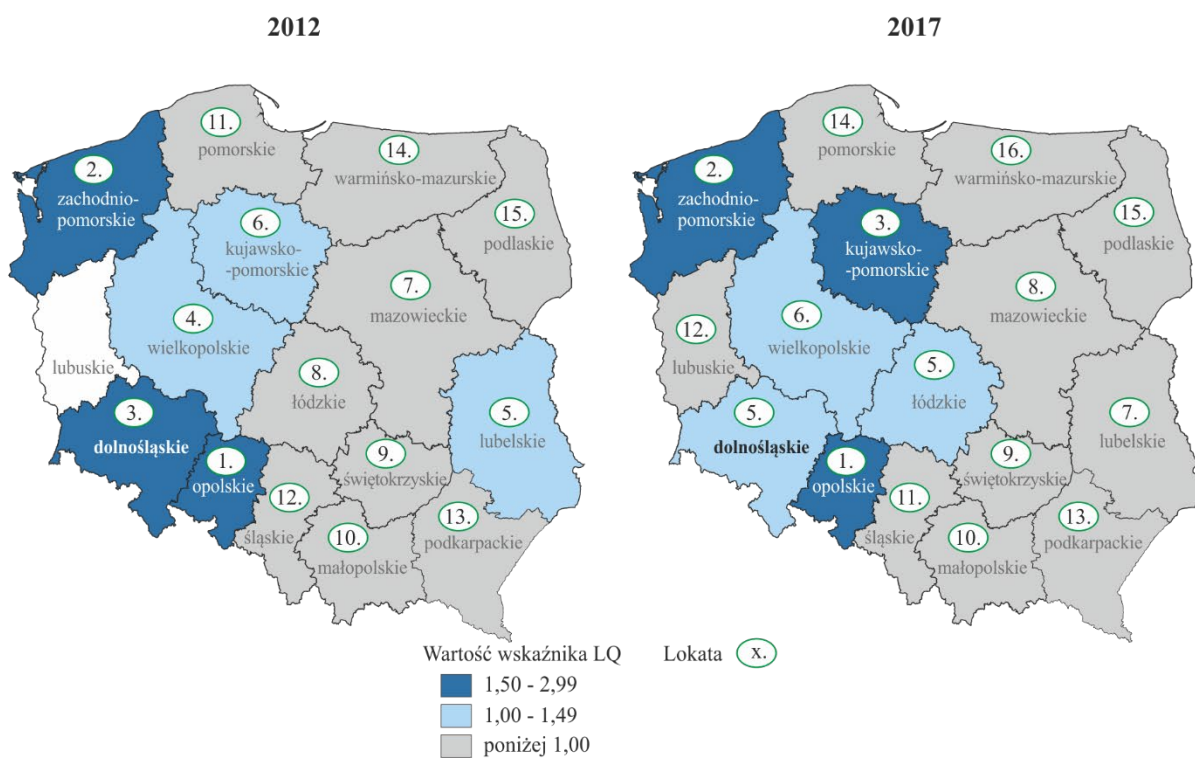 2012
11.
pomorskie
14.
warmińsko-mazurskie
2.
zachodnio-
pomorskie
15.
podlaskie
6.
kujawsko-
-pomorskie
7.
mazowieckie
4.
wielkopolskie
lubuskie
8.
łódzkie
5.
lubelskie
3.
dolnośląskie
1.
opolskie
9.
świętokrzyskie
12.
śląskie
10.
małopolskie
13.
podkarpackie
2017
14.
pomorskie
16.
warmińsko-mazurskie
2.
zachodnio-
pomorskie
15.
podlaskie
3.
kujawsko-
-pomorskie
8.
mazowieckie
6.
wielkopolskie
12.
lubuskie
5.
łódzkie
7.
lubelskie
5.
dolnośląskie
1.
opolskie
9.
świętokrzyskie
11.
śląskie
10.
małopolskie
13.
podkarpackie
Wartość wskaźnika LQ
Lokata x.
1,50 - 2,99
1,00 - 1,49
poniżej 1,00